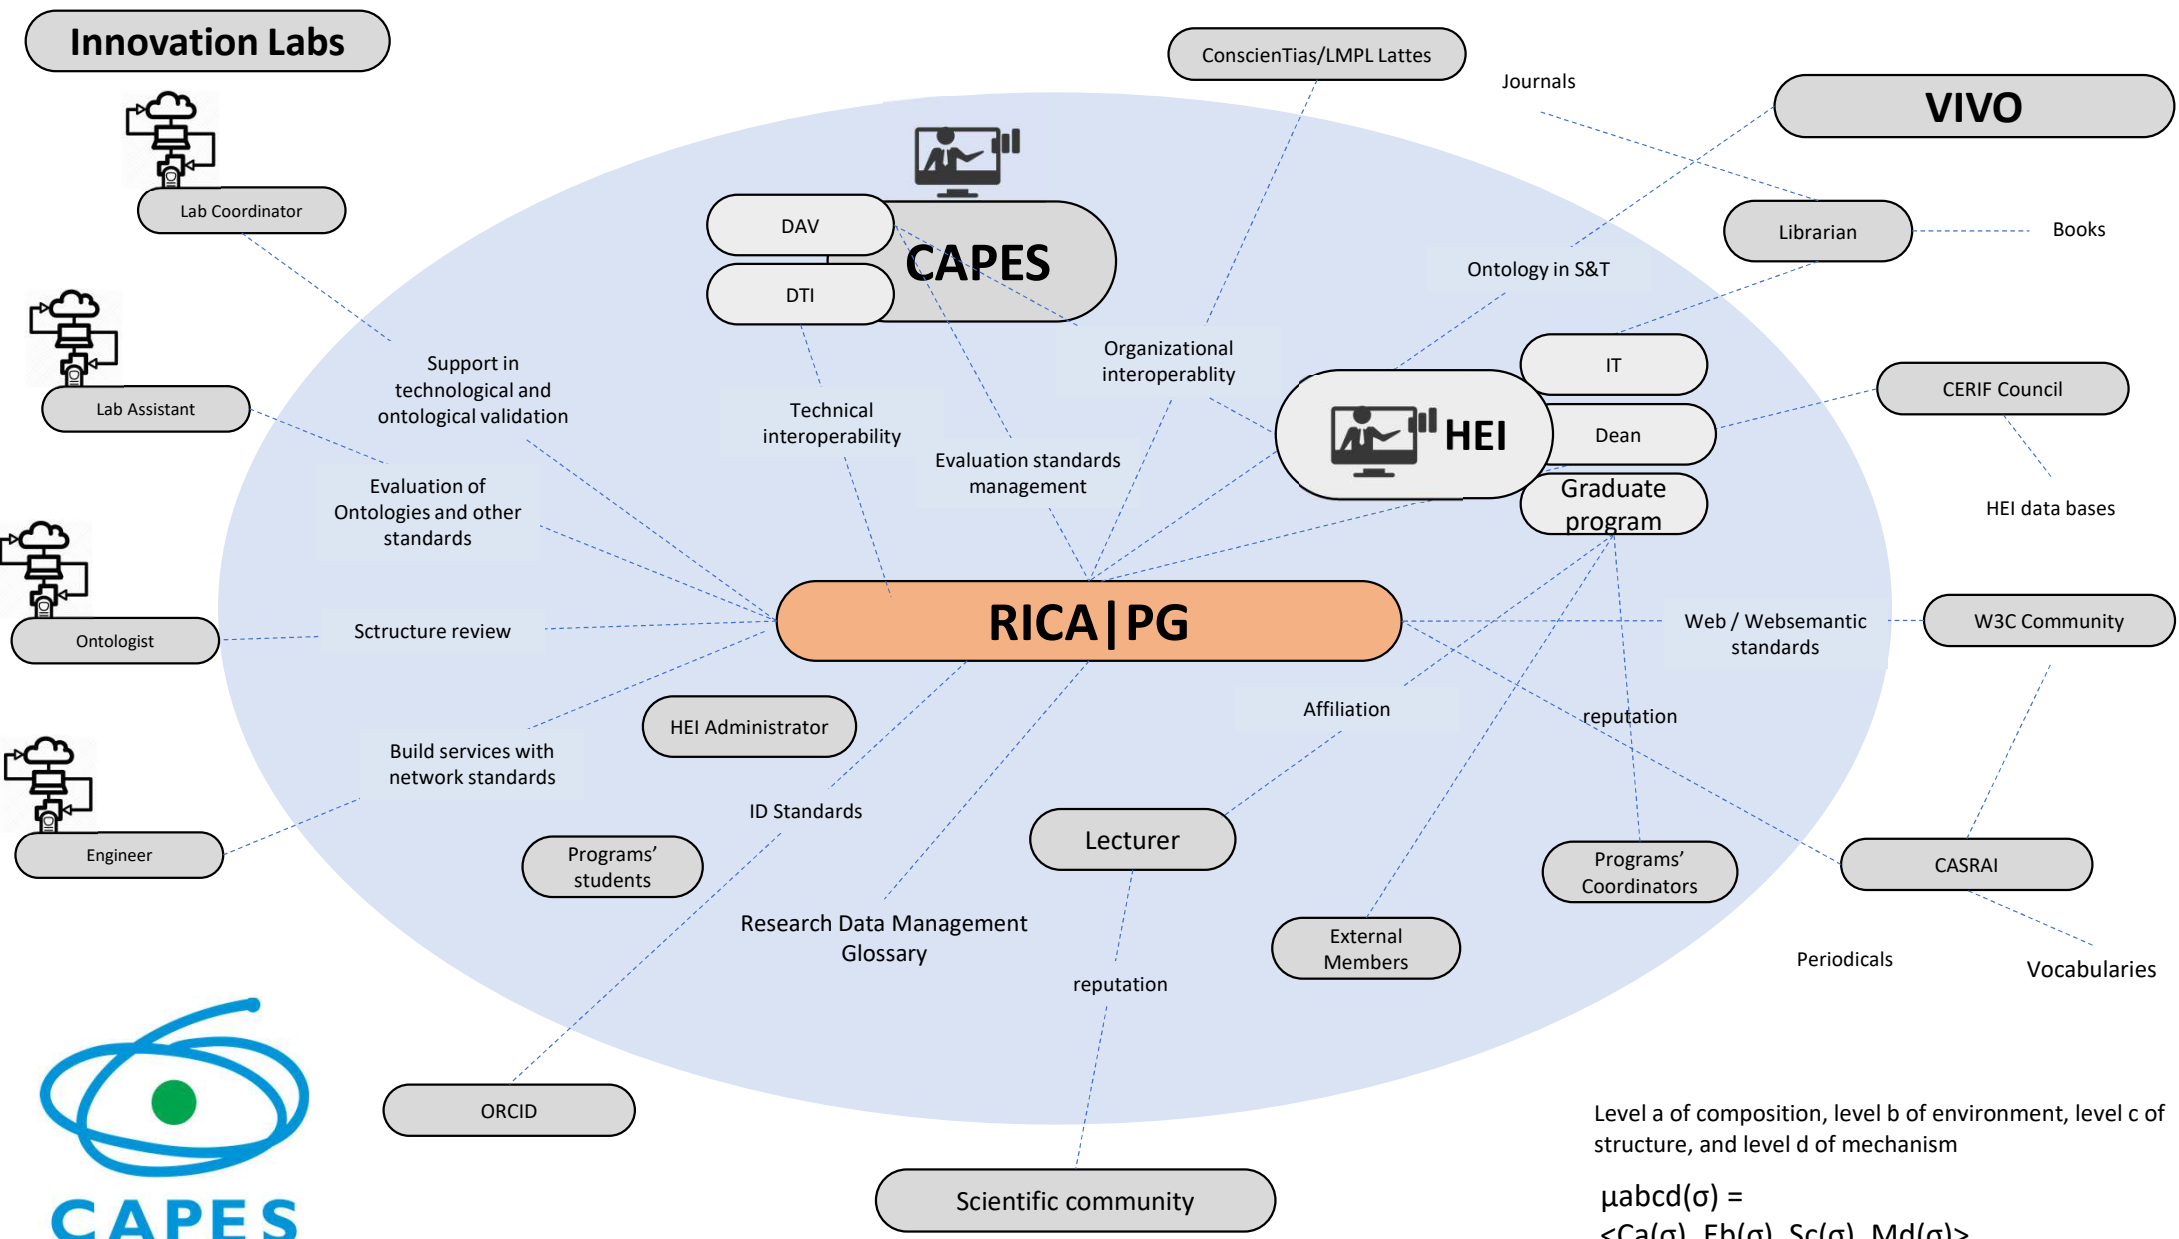 Innovation Labs
ConscienTias/LMPL Lattes
Journals
VIVO
Lab Coordinator
DAV
CAPES
DTI
Librarian
Books
Ontology in S&T
Organizational
interoperablity
IT
Support in
technological and
ontological validation
Lab Assistant
Technical
interoperability
HEI
Dean
CERIF Council
Evaluation standards
management
Graduate
program
Evaluation of
Ontologies and other
standards
HEI data bases
RICA|PG
Ontologist
Sctructure review
Web / Websemantic
standards
W3C Community
HEI Administrator
Affiliation
reputation
Build services with
network standards
ID Standards
Engineer
Programs’
students
Lecturer
Programs’
Coordinators
CASRAI
Research Data Management
Glossary
External
Members
Periodicals
Vocabularies
reputation
ORCID
Scientific community
CAPES
Level a of composition, level b of environment, level c of
structure, and level d of mechanism
μabcd(σ) =
<Ca(σ), Eb(σ), Sc(σ), Md(σ)>